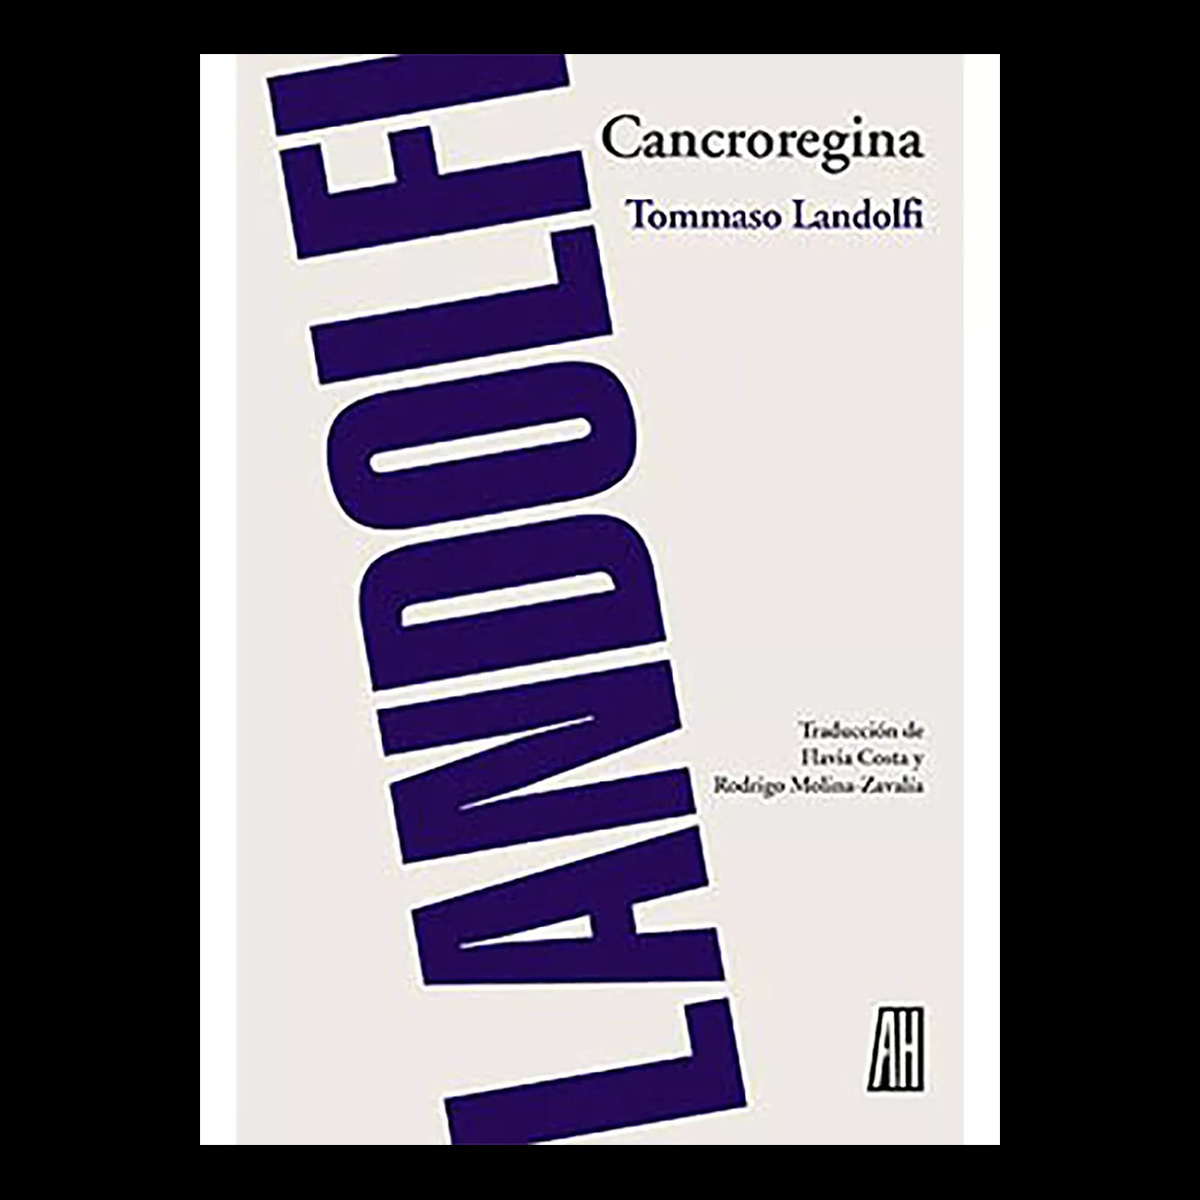 Cancroregina
Tommaso Landolfi
LANDOLFI
Traducción de
Flavia Costa y
Rodrigo Molina-Zavalía
AH